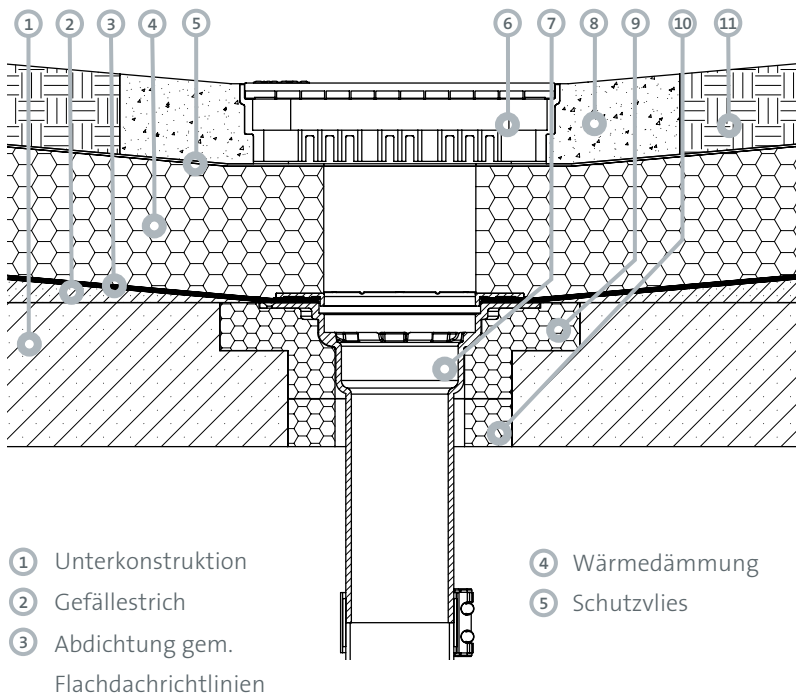 1 2 3 4 5 6 7 8 10 9 11
1 Unterkonstruktion
2 Gefällestrich
3 Abdichtung gem.
Flachdachrichtlinien
4 Wärmedämmung
5 Schutzvlies